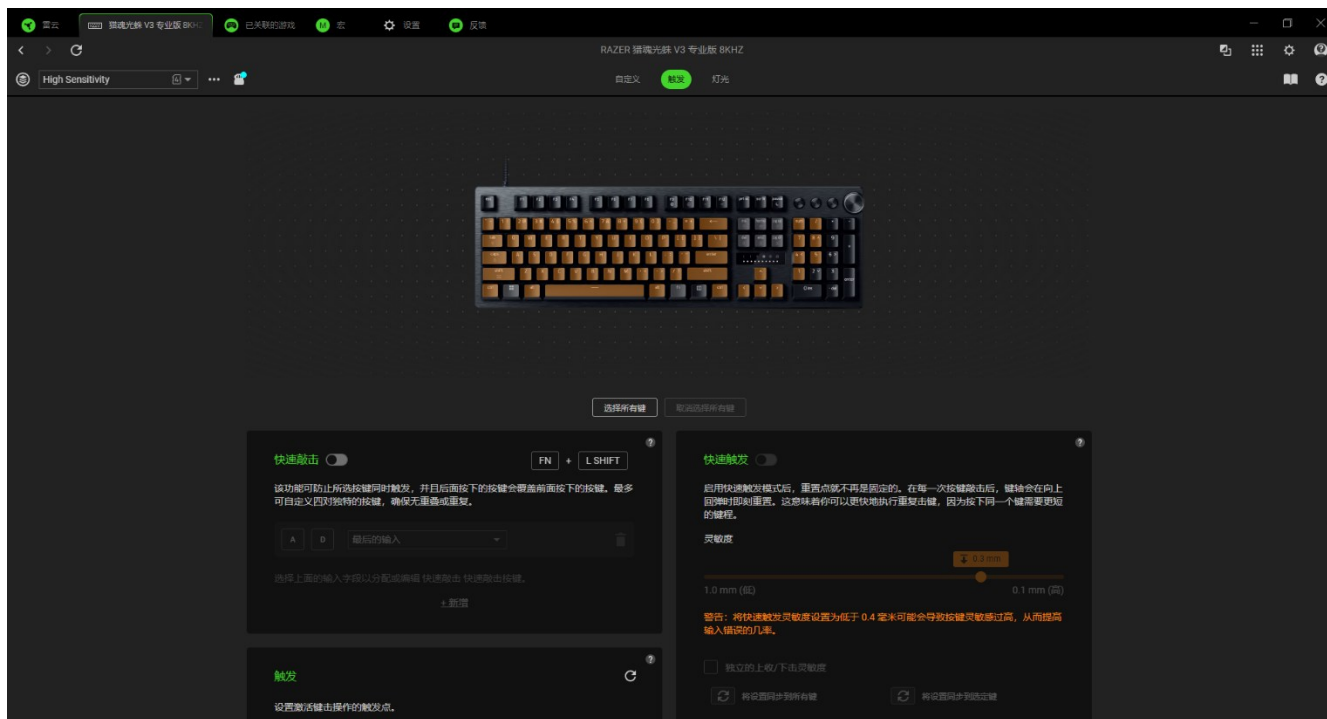 雷云
猎魂光蛛 V3 专业版 8KHZ
已关联的游戏
M 宏
设置
反馈
RAZER 猎魂光蛛 V3 专业版 8KHZ
High Sensitivity
4
自定义
触发
灯光
选择所有键
取消选择所有键
快速敲击
FN + L SHIFT
该功能可防止所选按键同时触发，并且后面按下的按键会覆盖前面按下的按键。最多
可自定义四对独特的按键，确保无重叠或重复。
A D 最后的输入
选择上面的输入字段以分配或编辑 快速敲击 快速敲击按键。
+ 新增
触发
设置激活键击操作的触发点。
快速触发
启用快速触发模式后，重置点就不再是固定的。在每一次按键敲击后，键轴会在向上
回弹时即刻重置。这意味着你可以更快地执行重复击键，因为按下同一个键需要更短
的键程。
灵敏度
0.3 mm
1.0 mm (低)
0.1 mm (高)
警告：将快速触发灵敏度设置为低于 0.4 毫米可能会导致按键灵敏感过高，从而提高
输入错误的几率。
独立的上收/下击灵敏度
将设置同步到所有键
将设置同步到选定键